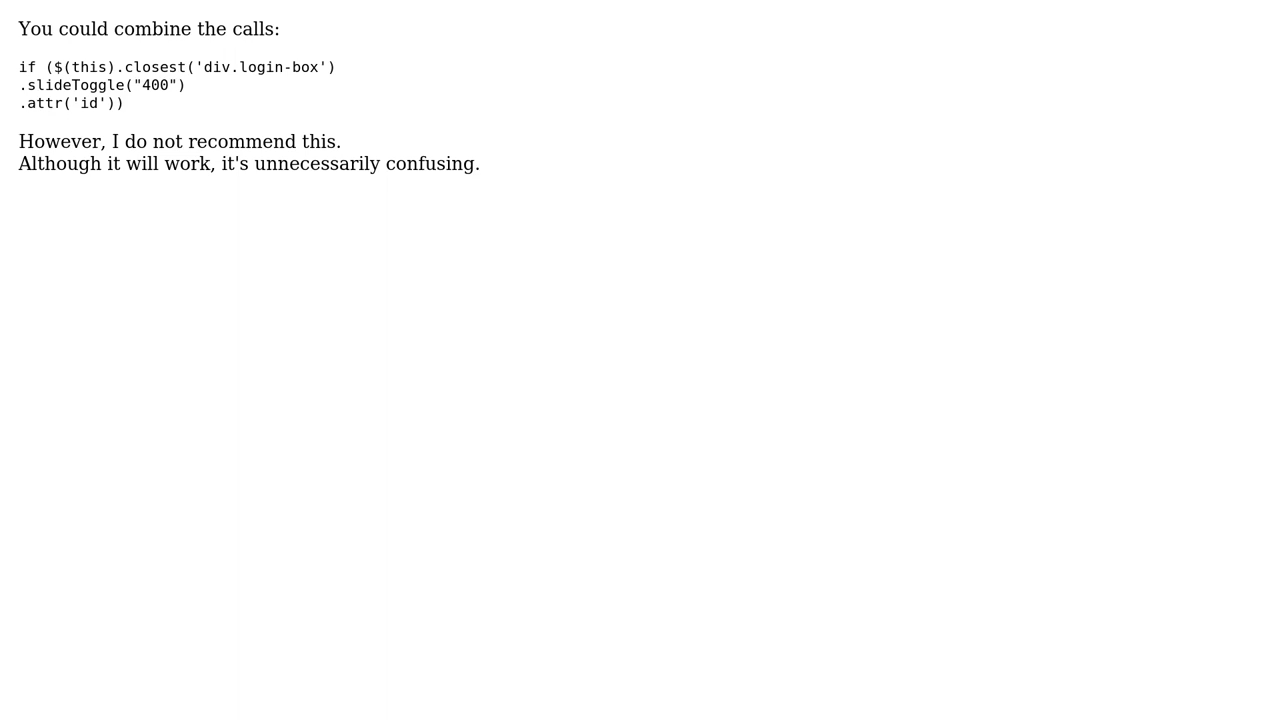 You could combine the calls:
if ($(this).closest('div.login-box')
.slideToggle("400")
.attr('id'))
However, I do not recommend this.
Although it will work, it's unnecessarily confusing.